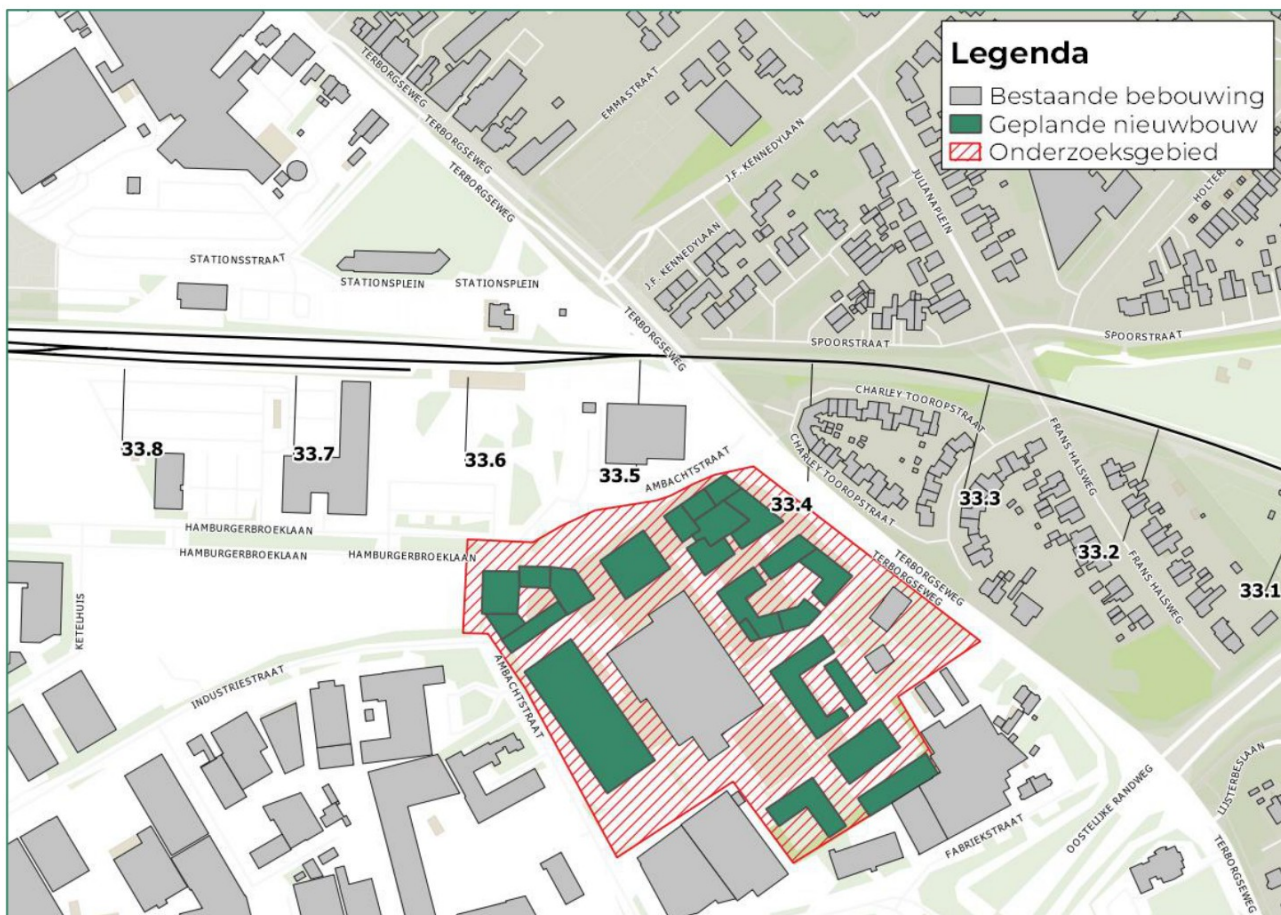 Legenda
Bestaande bebouwing
Geplande nieuwbouw
Onderzoeksgebied
TERBORGSEWEG
TERBORGSEWEG
TERBORGSEWEG
EMMASTRAAT
J.F. KENNEDYLAAN
JULIANAPLEIN
HOLTER
J.F. KENNEDYLAAN
STATIONSSTRAAT
STATIONSPLEIN
STATIONSPLEIN
TERBORGSEWEG
SPOORSTRAAT
SPOORSTRAAT
CHARLEY TOOROPSTRAAT
FRANS HALSWEG
33.8
33.7
33.6
33.5
AMBACHTSTRAAT
CHARLEY TOOROPSTRAAT
33.4
33.3
HAMBURGERBROEKLAAN
HAMBURGERBROEKLAAN
HAMBURGERBROEKLAAN
TERBORGSEWEG
TERBORGSEWEG
33.2
FRANS HALSWEG
33.1
KETELHUIS
INDUSTRIESTRAAT
AMBACHTSTRAAT
FABRIEKSTRAAT
OOSTELIJKE RANDWEG
LIJSTERBESLAAN
TERBORGSEWEG